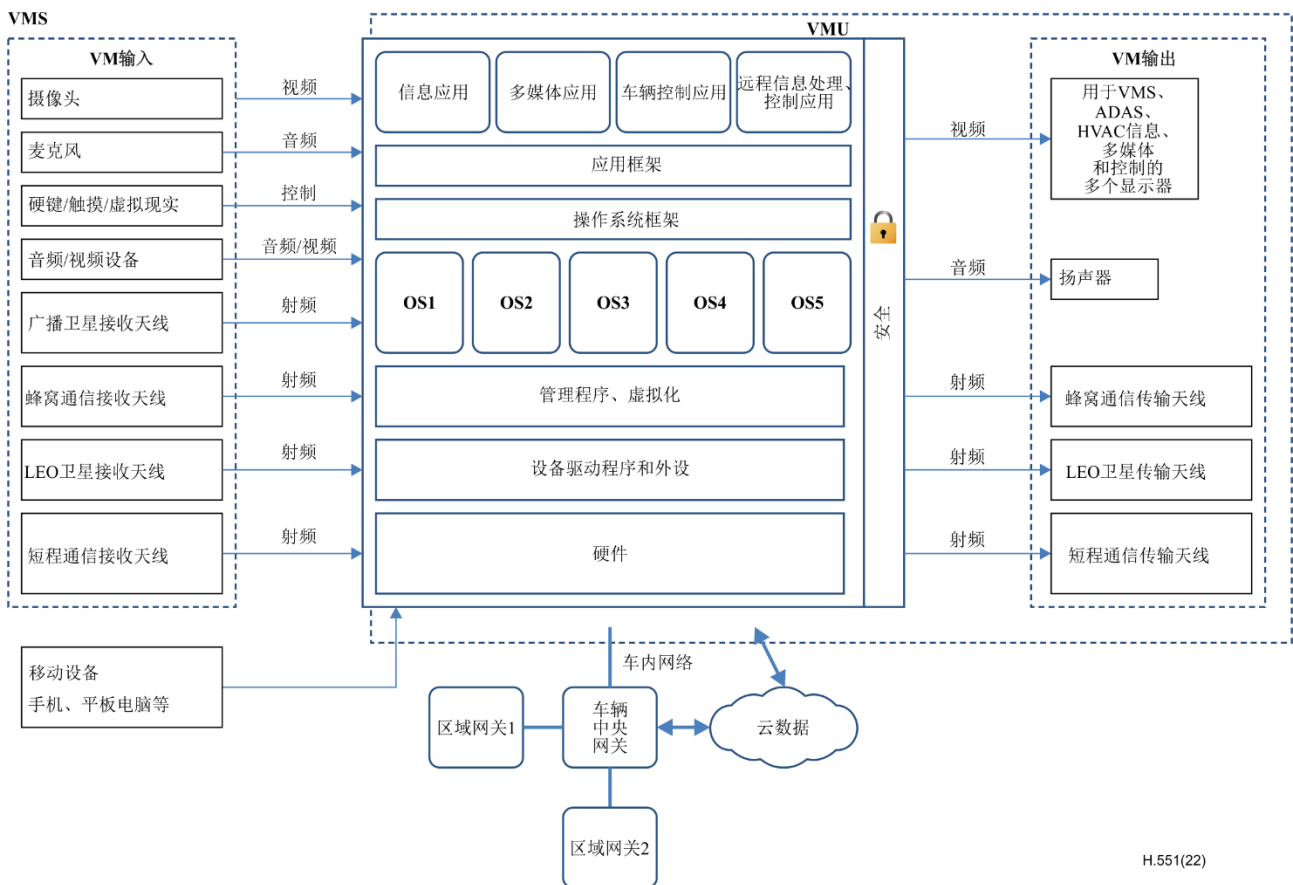 VMS
VM输入
摄像头
麦克风
硬键/触摸/虚拟现实
音频/视频设备
广播卫星接收天线
蜂窝通信接收天线
LEO卫星接收天线
短程通信接收天线
移动设备
手机、平板电脑等
视频
音频
控制
音频/视频
射频
射频
射频
射频
VMU
信息应用
多媒体应用
车辆控制应用
远程信息处理、
控制应用
应用框架
操作系统框架
OS1
OS2
OS3
OS4
OS5
管理程序、虚拟化
设备驱动程序和外设
硬件
安全
视频
音频
射频
射频
射频
VM输出
用于VMS、
ADAS、
HVAC信息、
多媒体
和控制的
多个显示器
扬声器
蜂窝通信传输天线
LEO卫星传输天线
短程通信传输天线
车内网络
区域网关1
车辆
中央
网关
云数据
区域网关2
H.551(22)